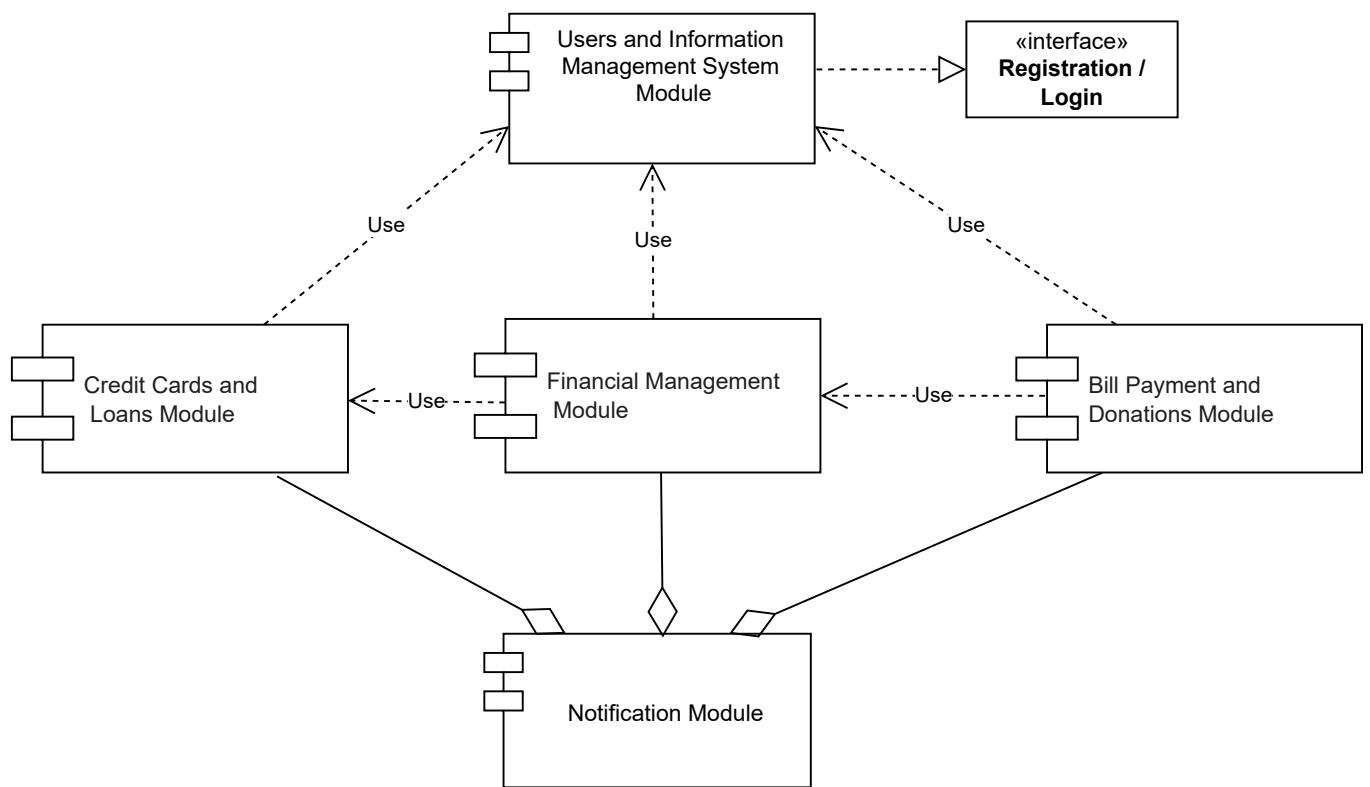 Users and Information
Management System
Module
«interface»
Registration /
Login
Use
Use
Use
Credit Cards and
Loans Module
Use
Financial Management
Module
Use
Bill Payment and
Donations Module
Notification Module